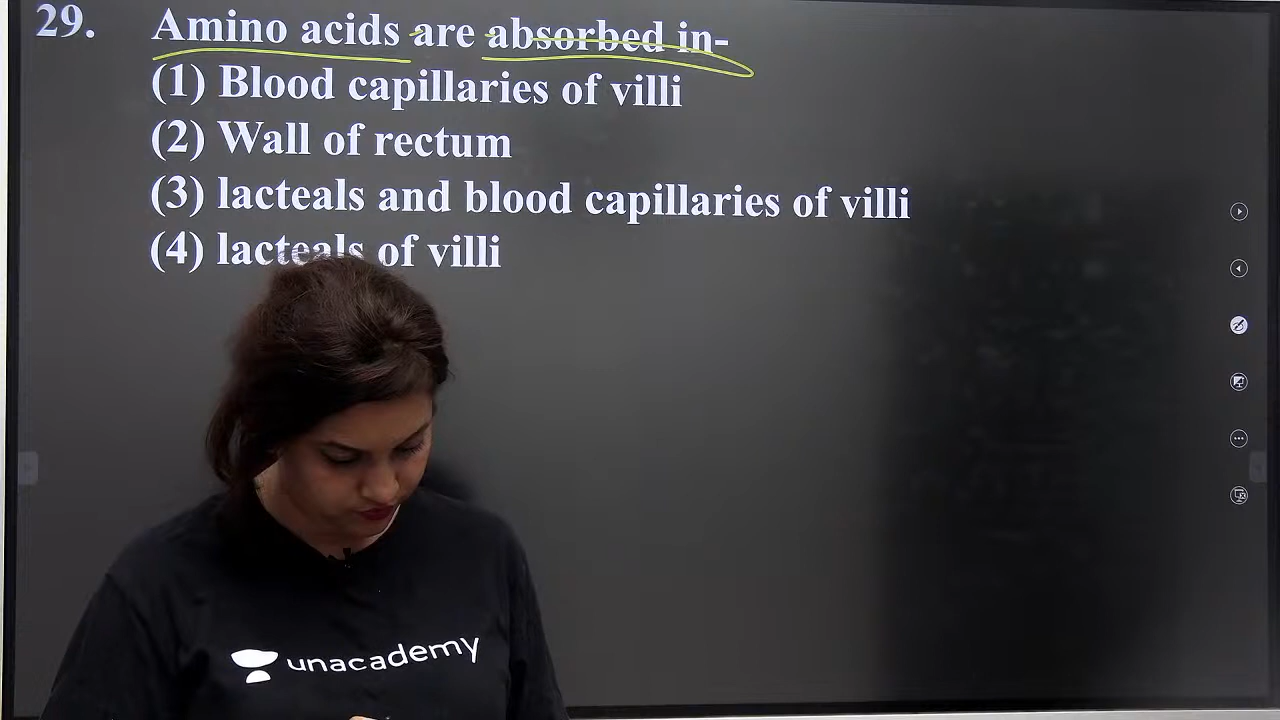 29. Amino acids are absorbed in-
(1) Blood capillaries of villi
(2) Wall of rectum
(3) lacteals and blood capillaries of villi
(4) lacteals of villi
unacademy